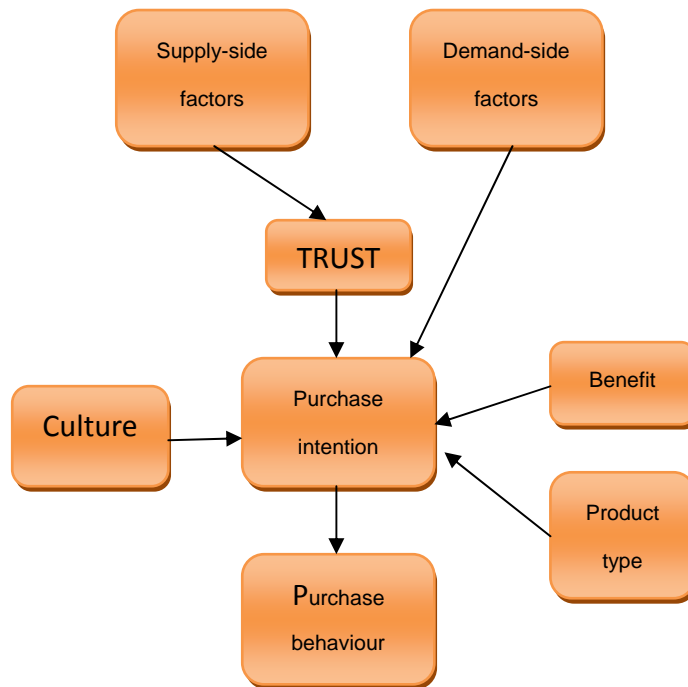 Supply-side
factors
Demand-side
factors
TRUST
Culture
Purchase
intention
Benefit
Product
type
Purchase
behaviour